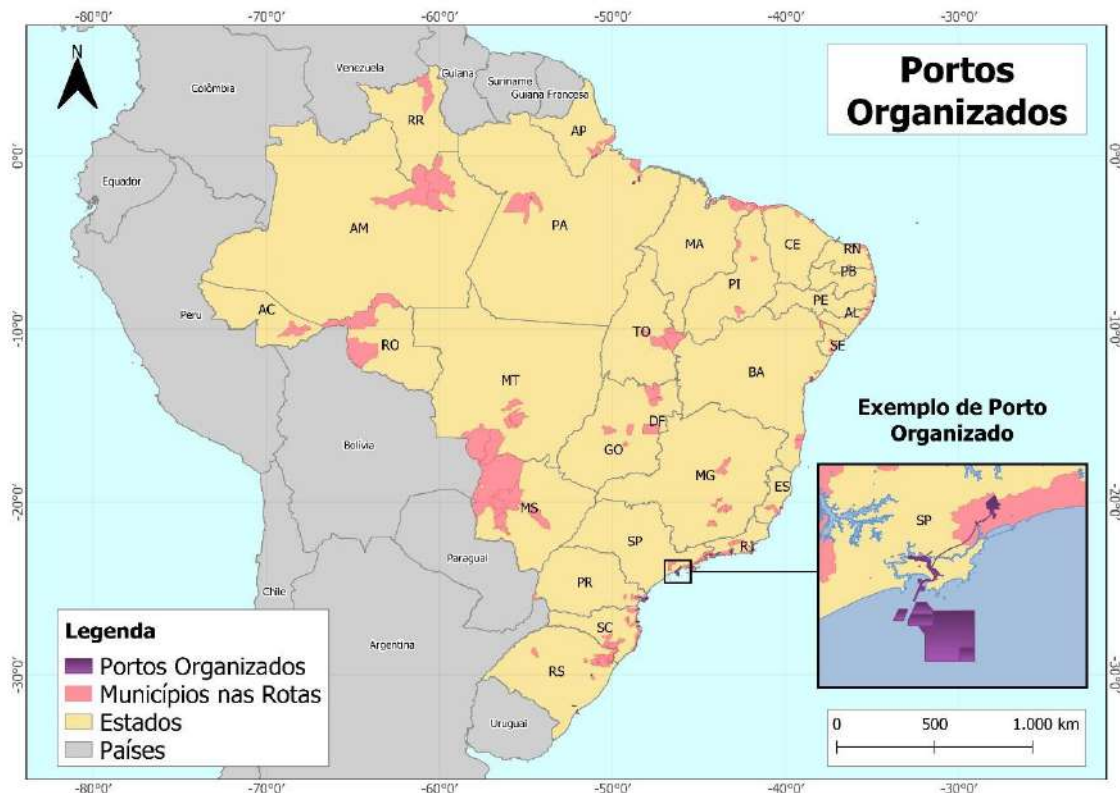 -80°0' -70°0' -60°0' -50°0' -40°0' -30°0'
N
Portos
Organizados
Venezuela
Guiana
Suriname
Guiana Francesa
Colômbia
RR
AP
0°0' 0°0'
Equador
AM
PA
MA
CE
RN
PB
PI
PE
AL
Peru
AC
-10°0' -10°0'
RO
TO
SE
MT
BA
Exemplo de Porto
Organizado
Bolívia
DF
GO
MG
ES
SP
-20°0' -20°0'
MS
SP
RJ
Paraguai
PR
Chile
Legenda
Portos Organizados
Municípios nas Rotas
Estados
Países
Argentina
SC
RS
-30°0' -30°0'
Uruguai
0 500 1.000 km
-80°0' -70°0' -60°0' -50°0' -40°0' -30°0'